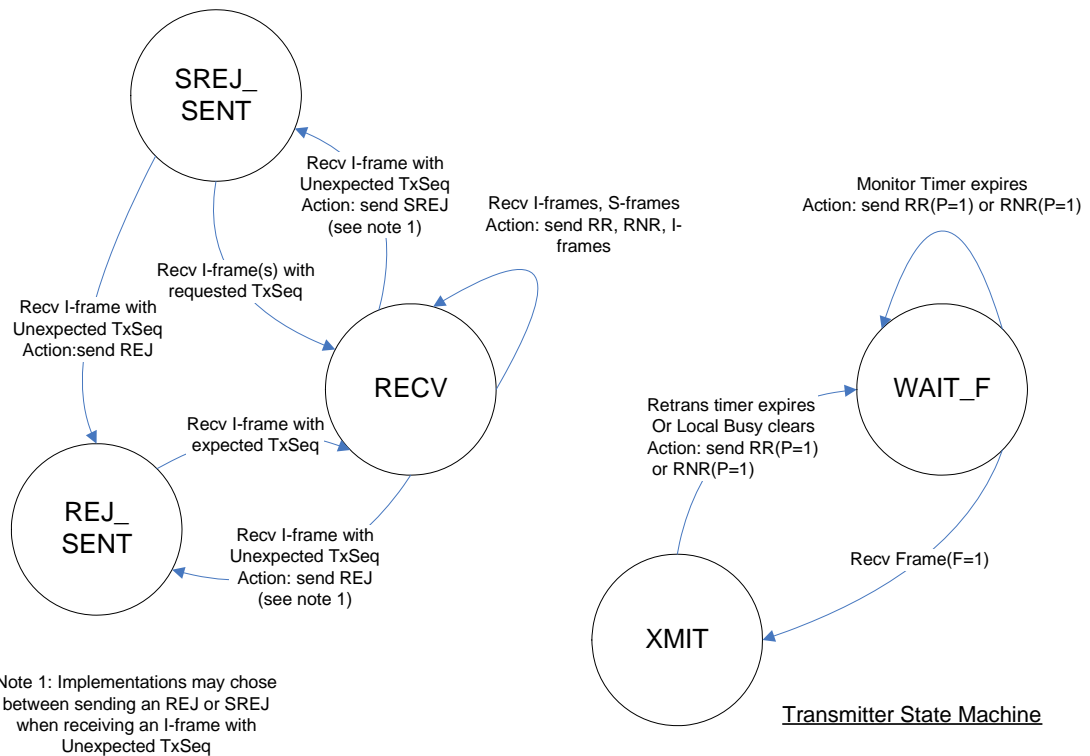 SREJ_
SENT
Recv I-frame with
Unexpected TxSeq
Action: send SREJ
(see note 1)
Recv I-frames, S-frames
Action: send RR, RNR, I-
frames
Recv I-frame(s) with
requested TxSeq
Recv I-frame with
Unexpected TxSeq
Action:send REJ
RECV
Recv I-frame with
expected TxSeq
REJ_
SENT
Recv I-frame with
Unexpected TxSeq
Action: send REJ
(see note 1)
Note 1: Implementations may chose
between sending an REJ or SREJ
when receiving an I-frame with
Unexpected TxSeq
Monitor Timer expires
Action: send RR(P=1) or RNR(P=1)
WAIT_F
Retrans timer expires
Or Local Busy clears
Action: send RR(P=1)
or RNR(P=1)
Recv Frame(F=1)
XMIT
Transmitter State Machine